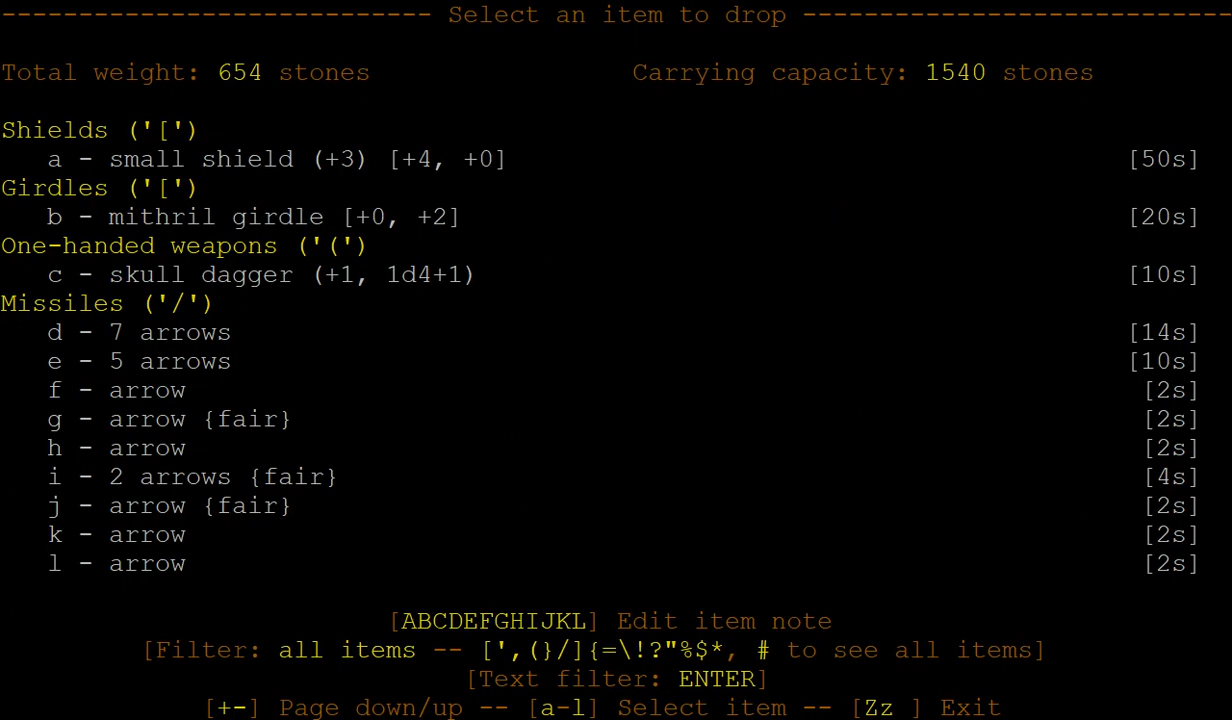 ---------------------------- Select an item to drop ----------------------------
Total weight: 654 stones Carrying capacity: 1540 stones
Shields ('[')
a - small shield (+3) [+4, +0] [50s]
Girdles ('[')
b - mithril girdle [+0, +2] [20s]
One-handed weapons ('(')
c - skull dagger (+1, 1d4+1) [10s]
Missiles ('/')
d - 7 arrows [14s]
e - 5 arrows [10s]
f - arrow [2s]
g - arrow {fair} [2s]
h - arrow [2s]
i - 2 arrows {fair} [4s]
j - arrow {fair} [2s]
k - arrow [2s]
l - arrow [2s]
[ABCDEFGHIJKL] Edit item note
[Filter: all items -- [',(}/]{=\!?"%$*, # to see all items]
[Text filter: ENTER]
[+-] Page down/up -- [a-l] Select item -- [Zz ] Exit